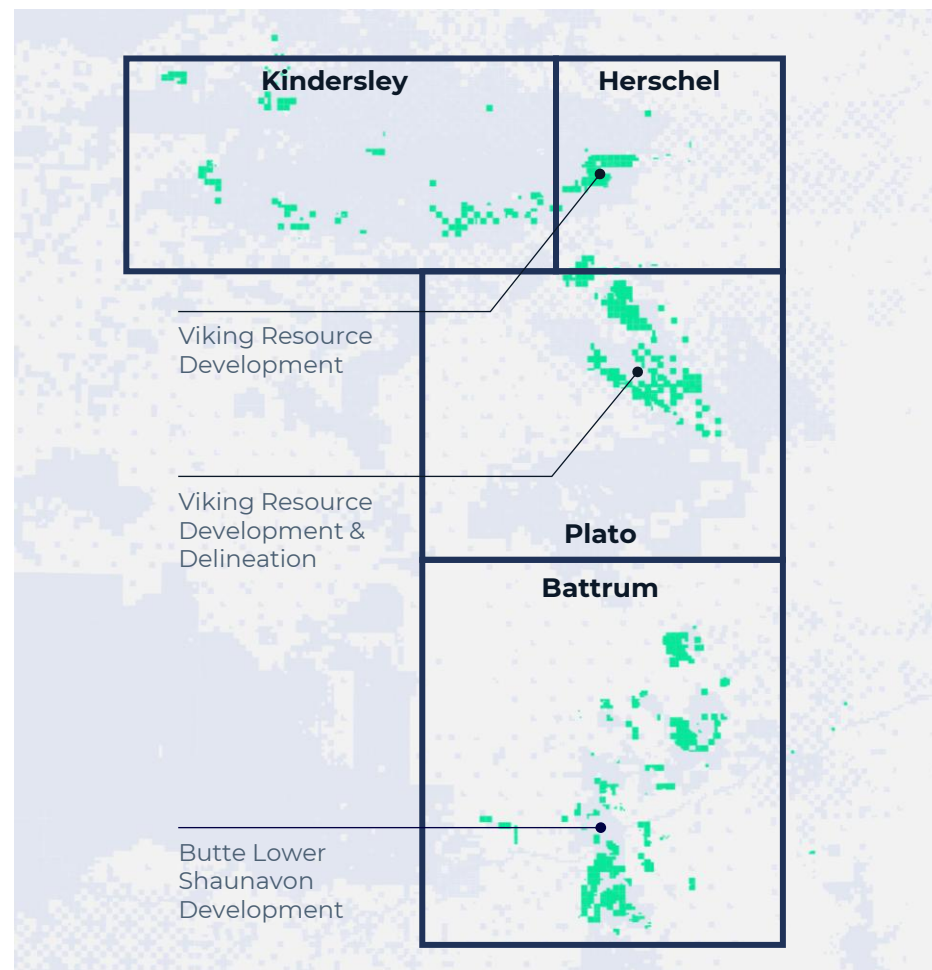 Kindersley
Herschel
Viking Resource
Development
Viking Resource
Development &
Delineation
Plato
Battrum
Butte Lower
Shaunavon
Development